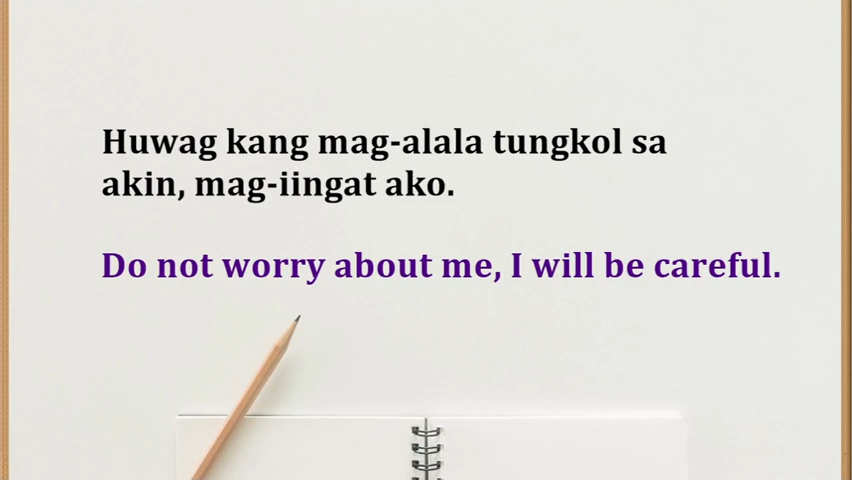 Huwag kang mag-alala tungkol sa
akin, mag-iingat ako.
Do not worry about me, I will be careful.